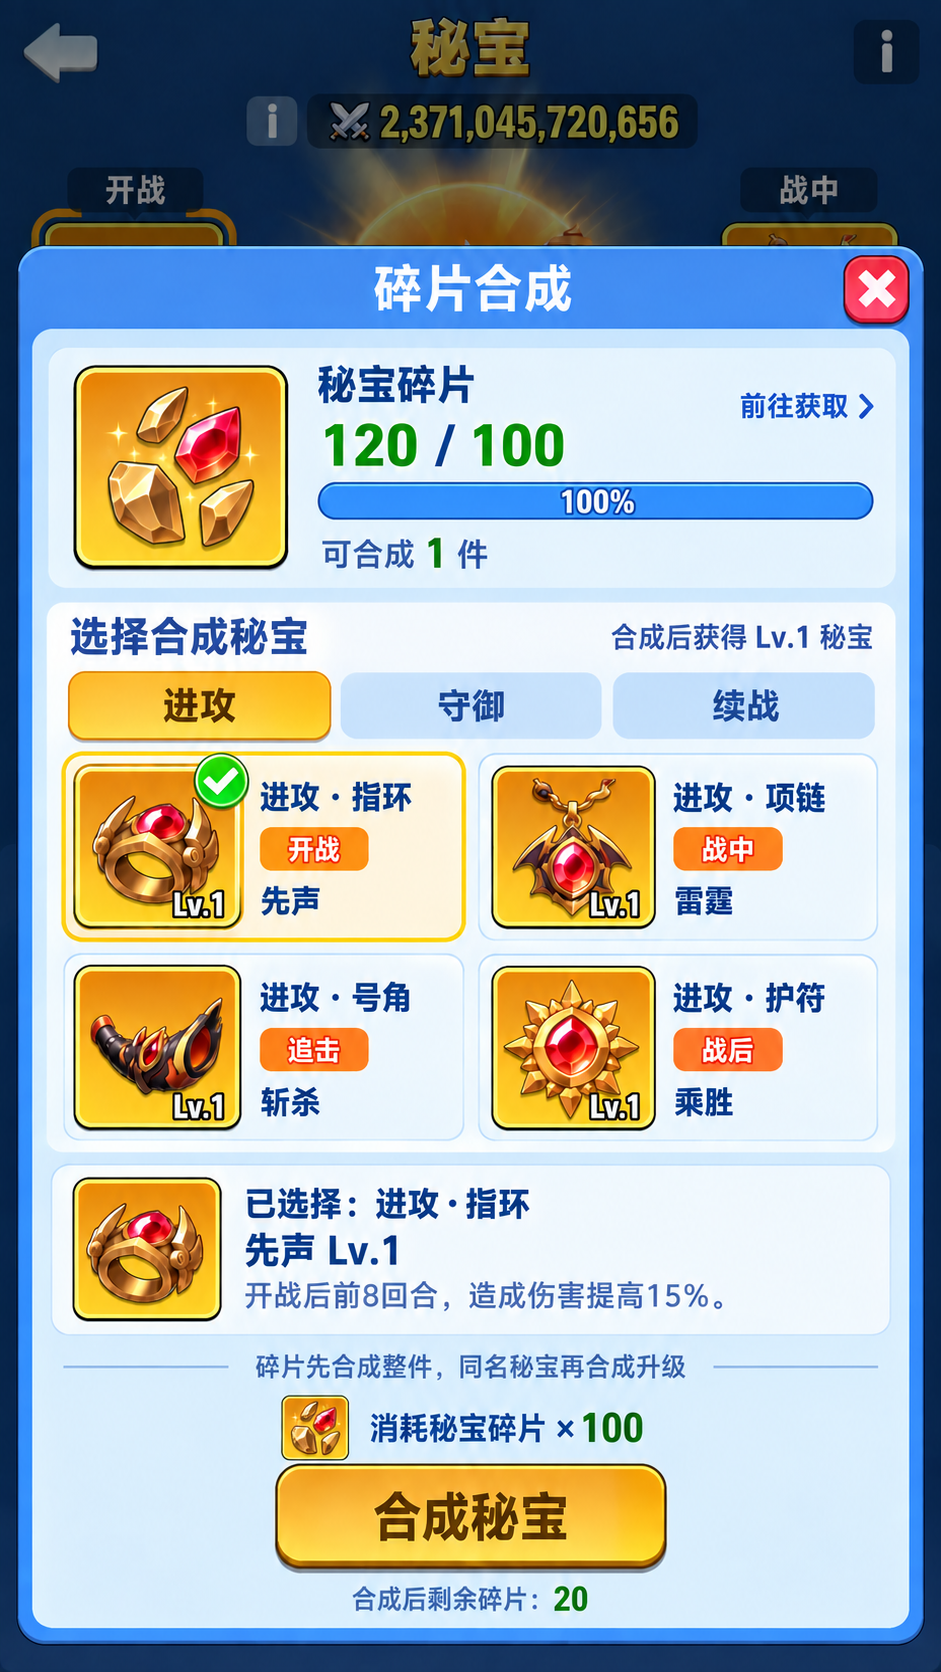 秘宝
i
i
2,371,045,720,656
开战
战中
碎片合成
秘宝碎片
前往获取
120 / 100
100%
可合成 1 件
选择合成秘宝
合成后获得 Lv.1 秘宝
进攻
守御
续战
进攻·指环
开战
先声
Lv.1
进攻·项链
战中
雷霆
Lv.1
进攻·号角
追击
斩杀
Lv.1
进攻·护符
战后
乘胜
Lv.1
已选择：进攻·指环
先声 Lv.1
开战后前8回合，造成伤害提高15%。
碎片先合成整件，同名秘宝再合成升级
消耗秘宝碎片 ×100
合成秘宝
合成后剩余碎片：20